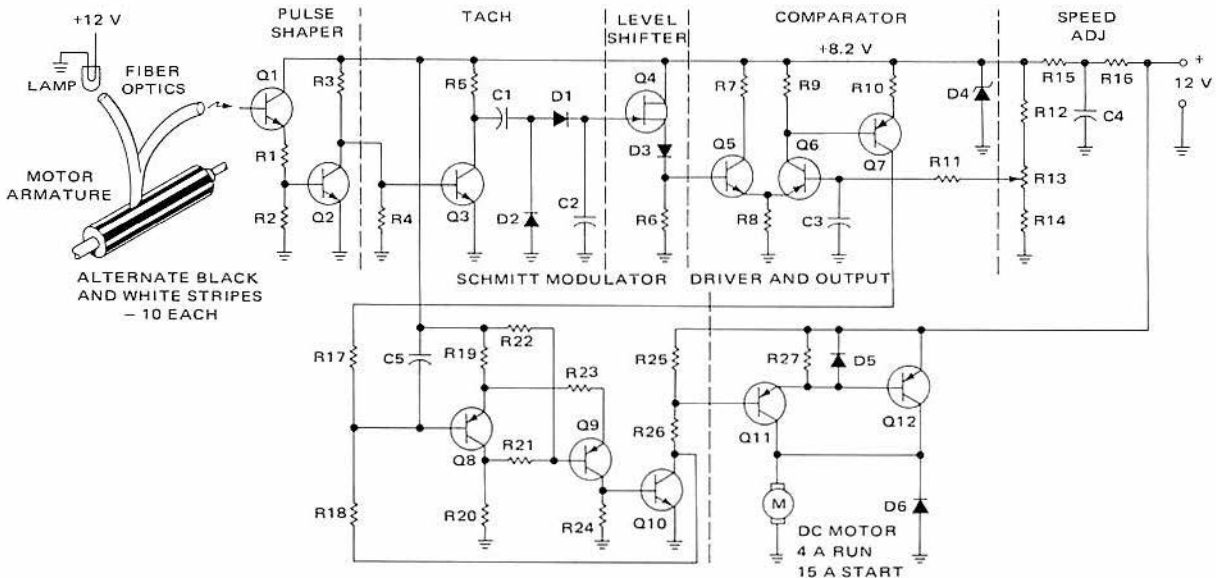 PULSE
SHAPER
TACH
LEVEL
SHIFTER
COMPARATOR
SPEED
ADJ
+12 V
LAMP
FIBER
OPTICS
MOTOR
ARMATURE
ALTERNATE BLACK
AND WHITE STRIPES
– 10 EACH
Q1
R1
R2
R3
Q2
R4
R5
Q3
C1
D1
D2
C2
Q4
D3
R6
+8.2 V
R7
R9
R10
Q5
Q6
Q7
R8
C3
R11
D4
R12
R13
R14
R15
R16
C4
+
12 V
SCHMITT MODULATOR
DRIVER AND OUTPUT
R17
C5
R19
R22
R23
Q8
R21
Q9
R18
R20
R24
Q10
R25
R26
R27
D5
Q11
Q12
M
D6
DC MOTOR
4 A RUN
15 A START